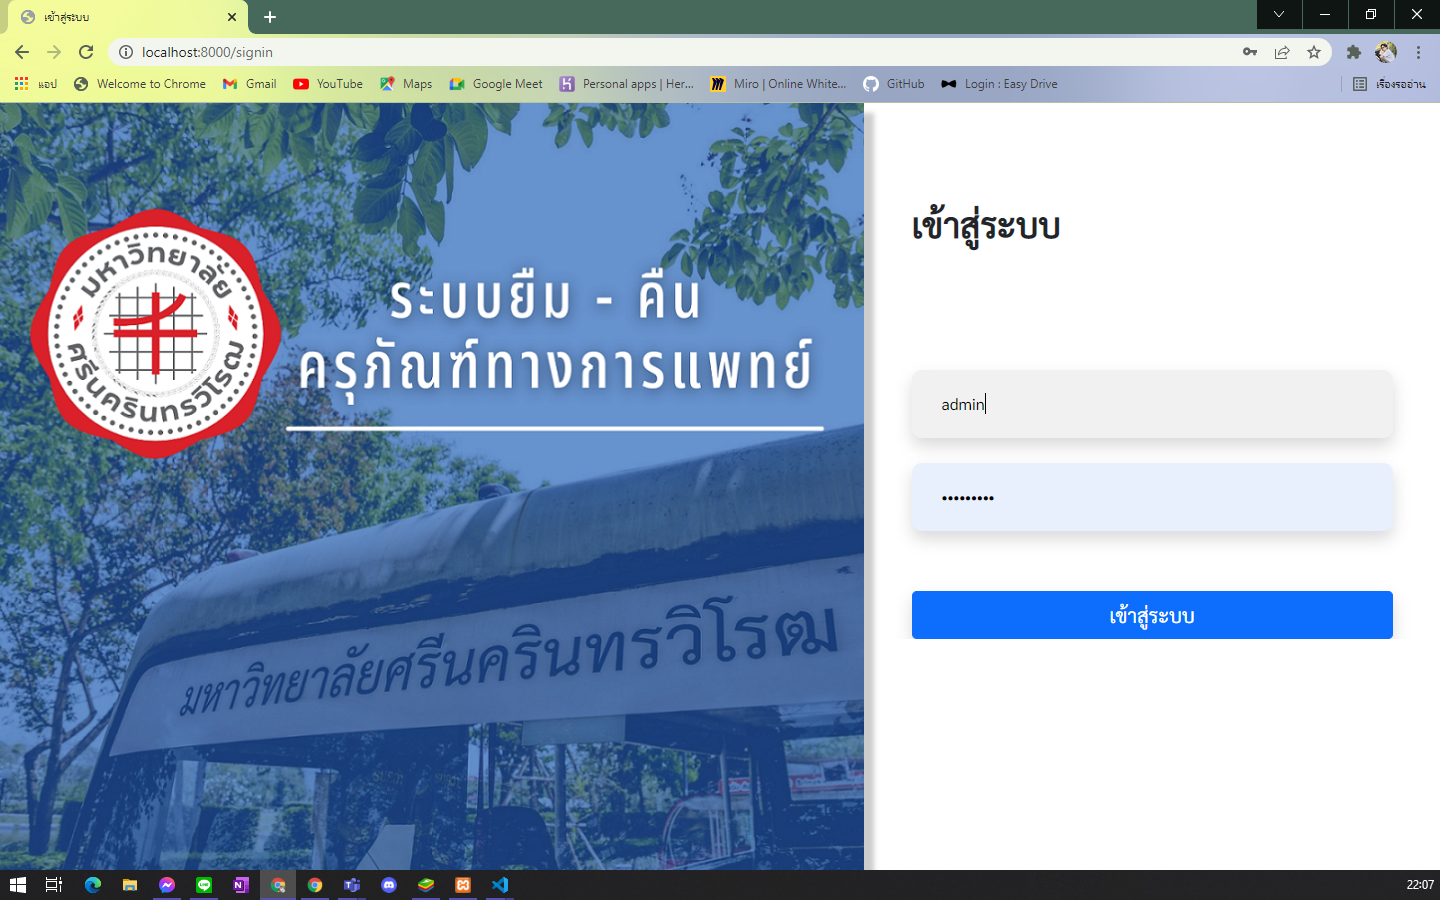 เข้าสู่ระบบ
localhost:8000/signin
แอป
Welcome to Chrome
Gmail
YouTube
Maps
Google Meet
Personal apps | Her...
Miro | Online White...
GitHub
Login : Easy Drive
เรื่องรออ่าน
มหาวิทยาลัย
ศรีนครินทรวิโรฒ
ระบบยืม - คืน
ครุภัณฑ์ทางการแพทย์
มหาวิทยาลัยศรีนครินทรวิโรฒ
เข้าสู่ระบบ
admin
เข้าสู่ระบบ
22:07